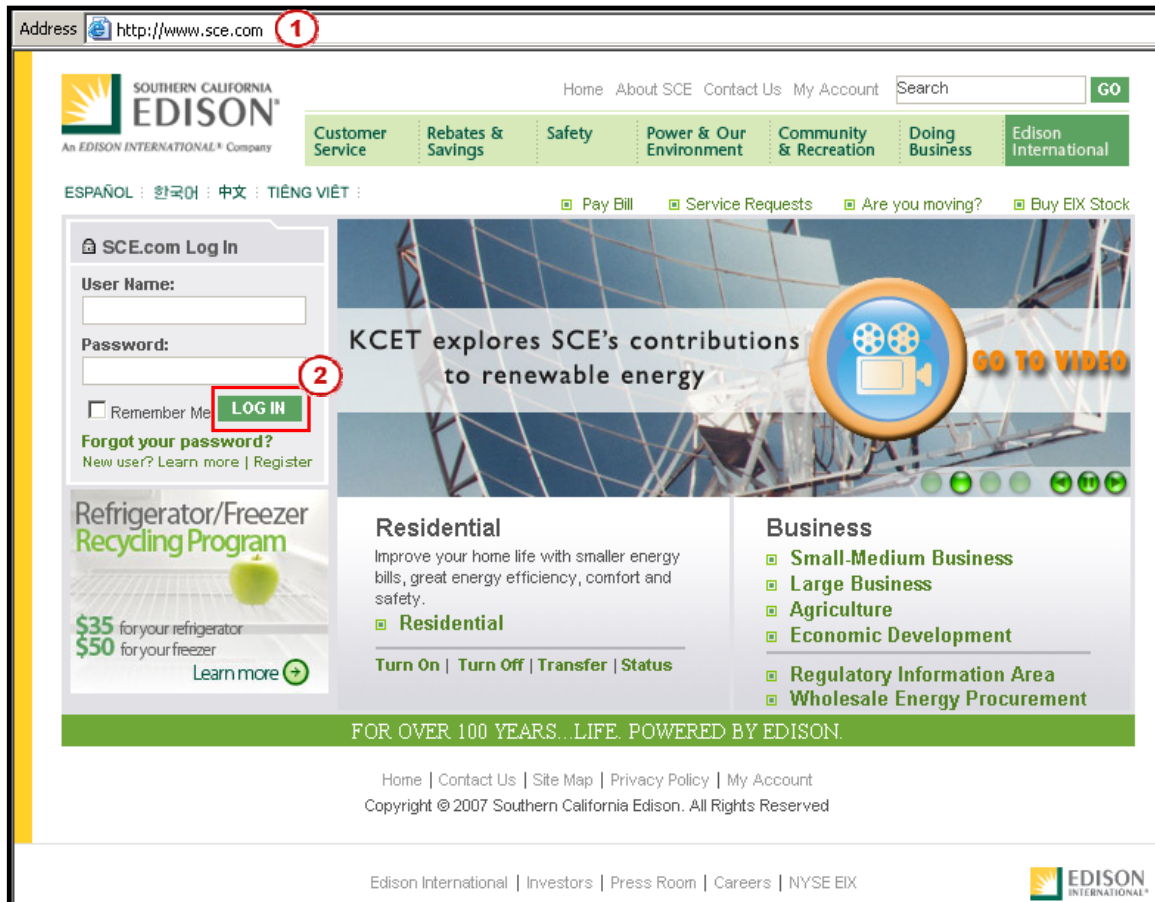 Address http://www.sce.com 1
SOUTHERN CALIFORNIA
EDISON®
An EDISON INTERNATIONAL® Company
Home About SCE Contact Us My Account Search GO
Customer Service
Rebates & Savings
Safety
Power & Our Environment
Community & Recreation
Doing Business
Edison International
ESPAÑOL 한국어 中文 TIÊNG VIÊT
Pay Bill Service Requests Are you moving? Buy EIX Stock
SCE.com Log In
User Name:
Password:
2
Remember Me LOG IN
Forgot your password?
New user? Learn more | Register
KCET explores SCE's contributions
to renewable energy
GO TO VIDEO
Refrigerator/Freezer
Recycling Program
$35 for your refrigerator
$50 for your freezer
Learn more
Residential
Improve your home life with smaller energy
bills, great energy efficiency, comfort and
safety.
Residential
Turn On | Turn Off | Transfer | Status
Business
Small-Medium Business
Large Business
Agriculture
Economic Development
Regulatory Information Area
Wholesale Energy Procurement
FOR OVER 100 YEARS...LIFE. POWERED BY EDISON.
Home | Contact Us | Site Map | Privacy Policy | My Account
Copyright © 2007 Southern California Edison. All Rights Reserved
Edison International | Investors | Press Room | Careers | NYSE EIX
EDISON
INTERNATIONAL®